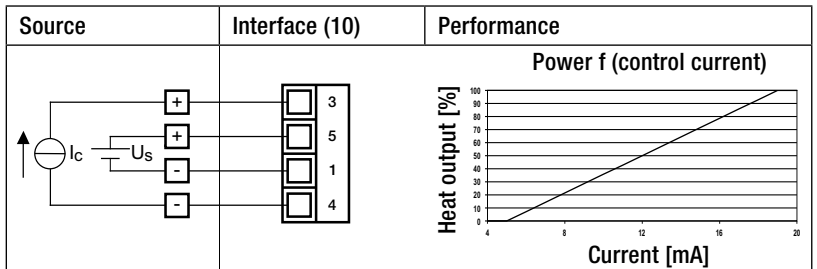 Source
Interface (10)
Performance
Power f (control current)
+
3
+
5
Ic
Us
-
1
-
4
Heat output [%]
100
90
80
70
60
50
40
30
20
10
0
4 8 12 16 20
Current [mA]